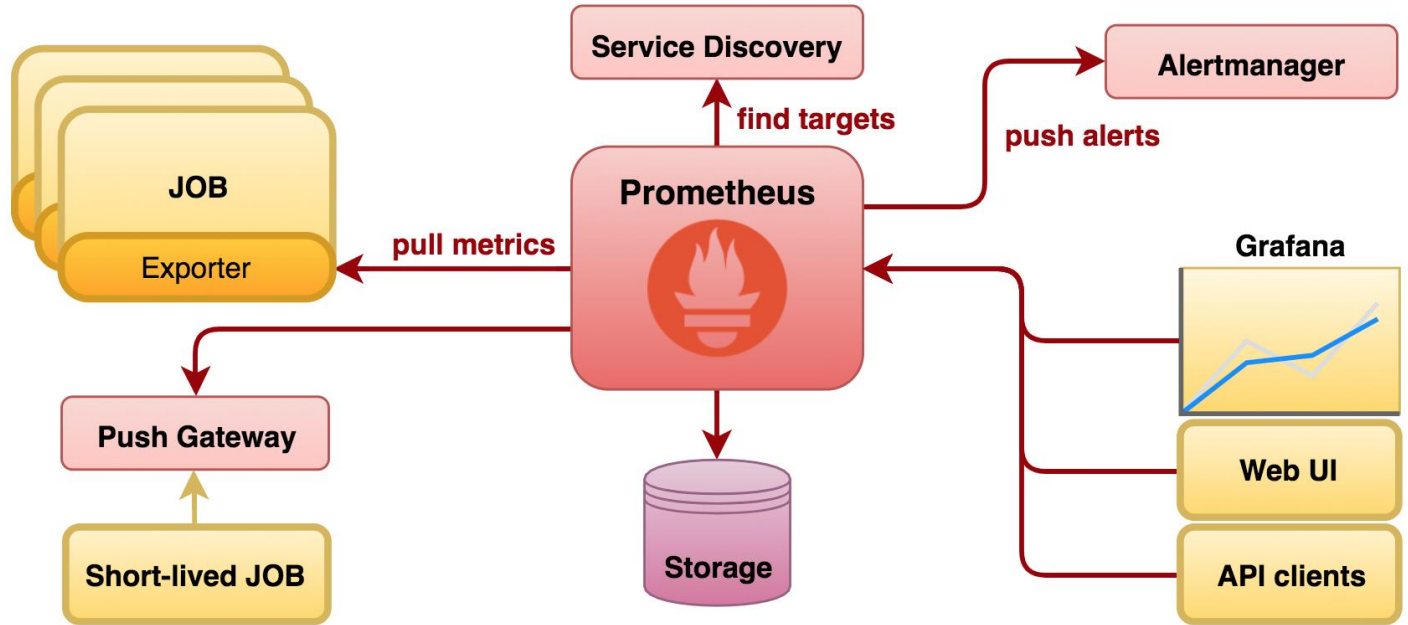 Service Discovery
Alertmanager
find targets
push alerts
JOB
Prometheus
pull metrics
Exporter
Grafana
Push Gateway
Web UI
Storage
Short-lived JOB
API clients